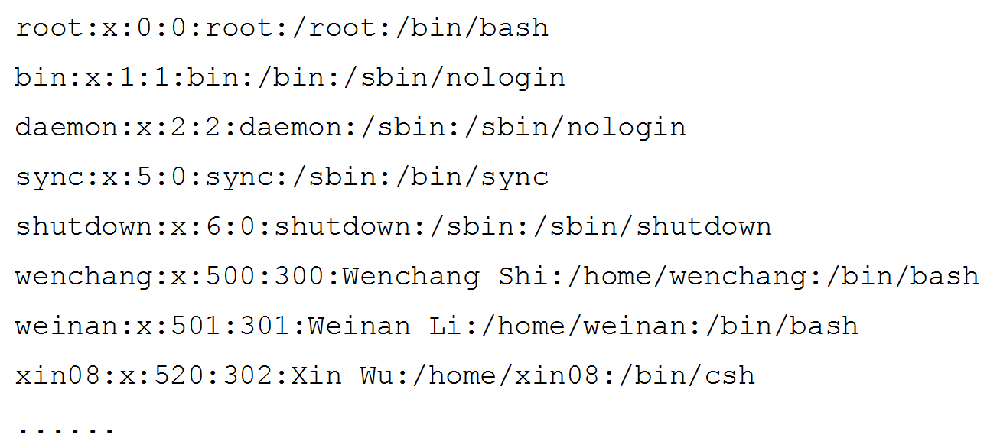 root:x:0:0:root:/root:/bin/bash
bin:x:1:1:bin:/bin:/sbin/nologin
daemon:x:2:2:daemon:/sbin:/sbin/nologin
sync:x:5:0:sync:/sbin:/bin/sync
shutdown:x:6:0:shutdown:/sbin:/sbin/shutdown
wenchang:x:500:300:Wenchang Shi:/home/wenchang:/bin/bash
weinan:x:501:301:Weinan Li:/home/weinan:/bin/bash
xin08:x:520:302:Xin Wu:/home/xin08:/bin/csh
......